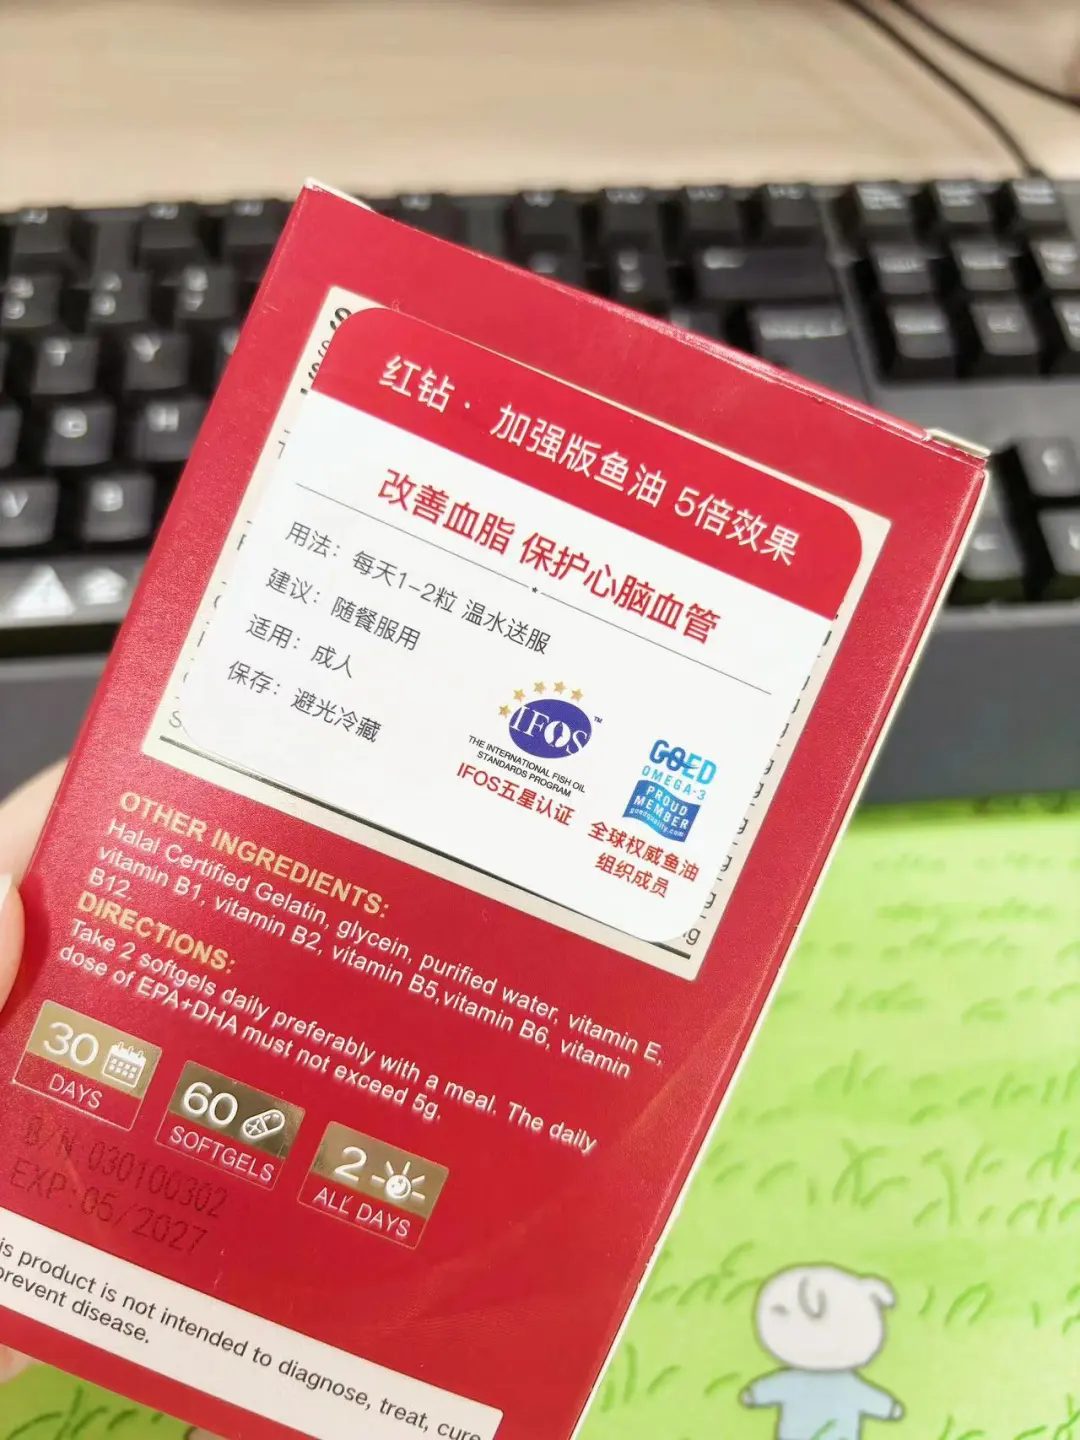 红钻 · 加强版鱼油 5倍效果
改善血脂 保护心脑血管
用法：每天1-2粒 温水送服
建议：随餐服用
适用：成人
保存：避光冷藏
IFOS™
THE INTERNATIONAL FISH OIL
STANDARDS PROGRAM
IFOS五星认证
GOED
OMEGA-3
PROUD
MEMBER
goedquality.com
全球权威鱼油
组织成员
OTHER INGREDIENTS:
Halal Certified Gelatin, glycein, purified water, vitamin E,
vitamin B1, vitamin B2, vitamin B5,vitamin B6, vitamin
B12.
DIRECTIONS:
Take 2 softgels daily preferably with a meal. The daily
dose of EPA+DHA must not exceed 5g.
30
DAYS
60
SOFTGELS
2
ALL DAYS
B/N 030100302
EXP: 05/2027
is product is not intended to diagnose, treat, cure
prevent disease.